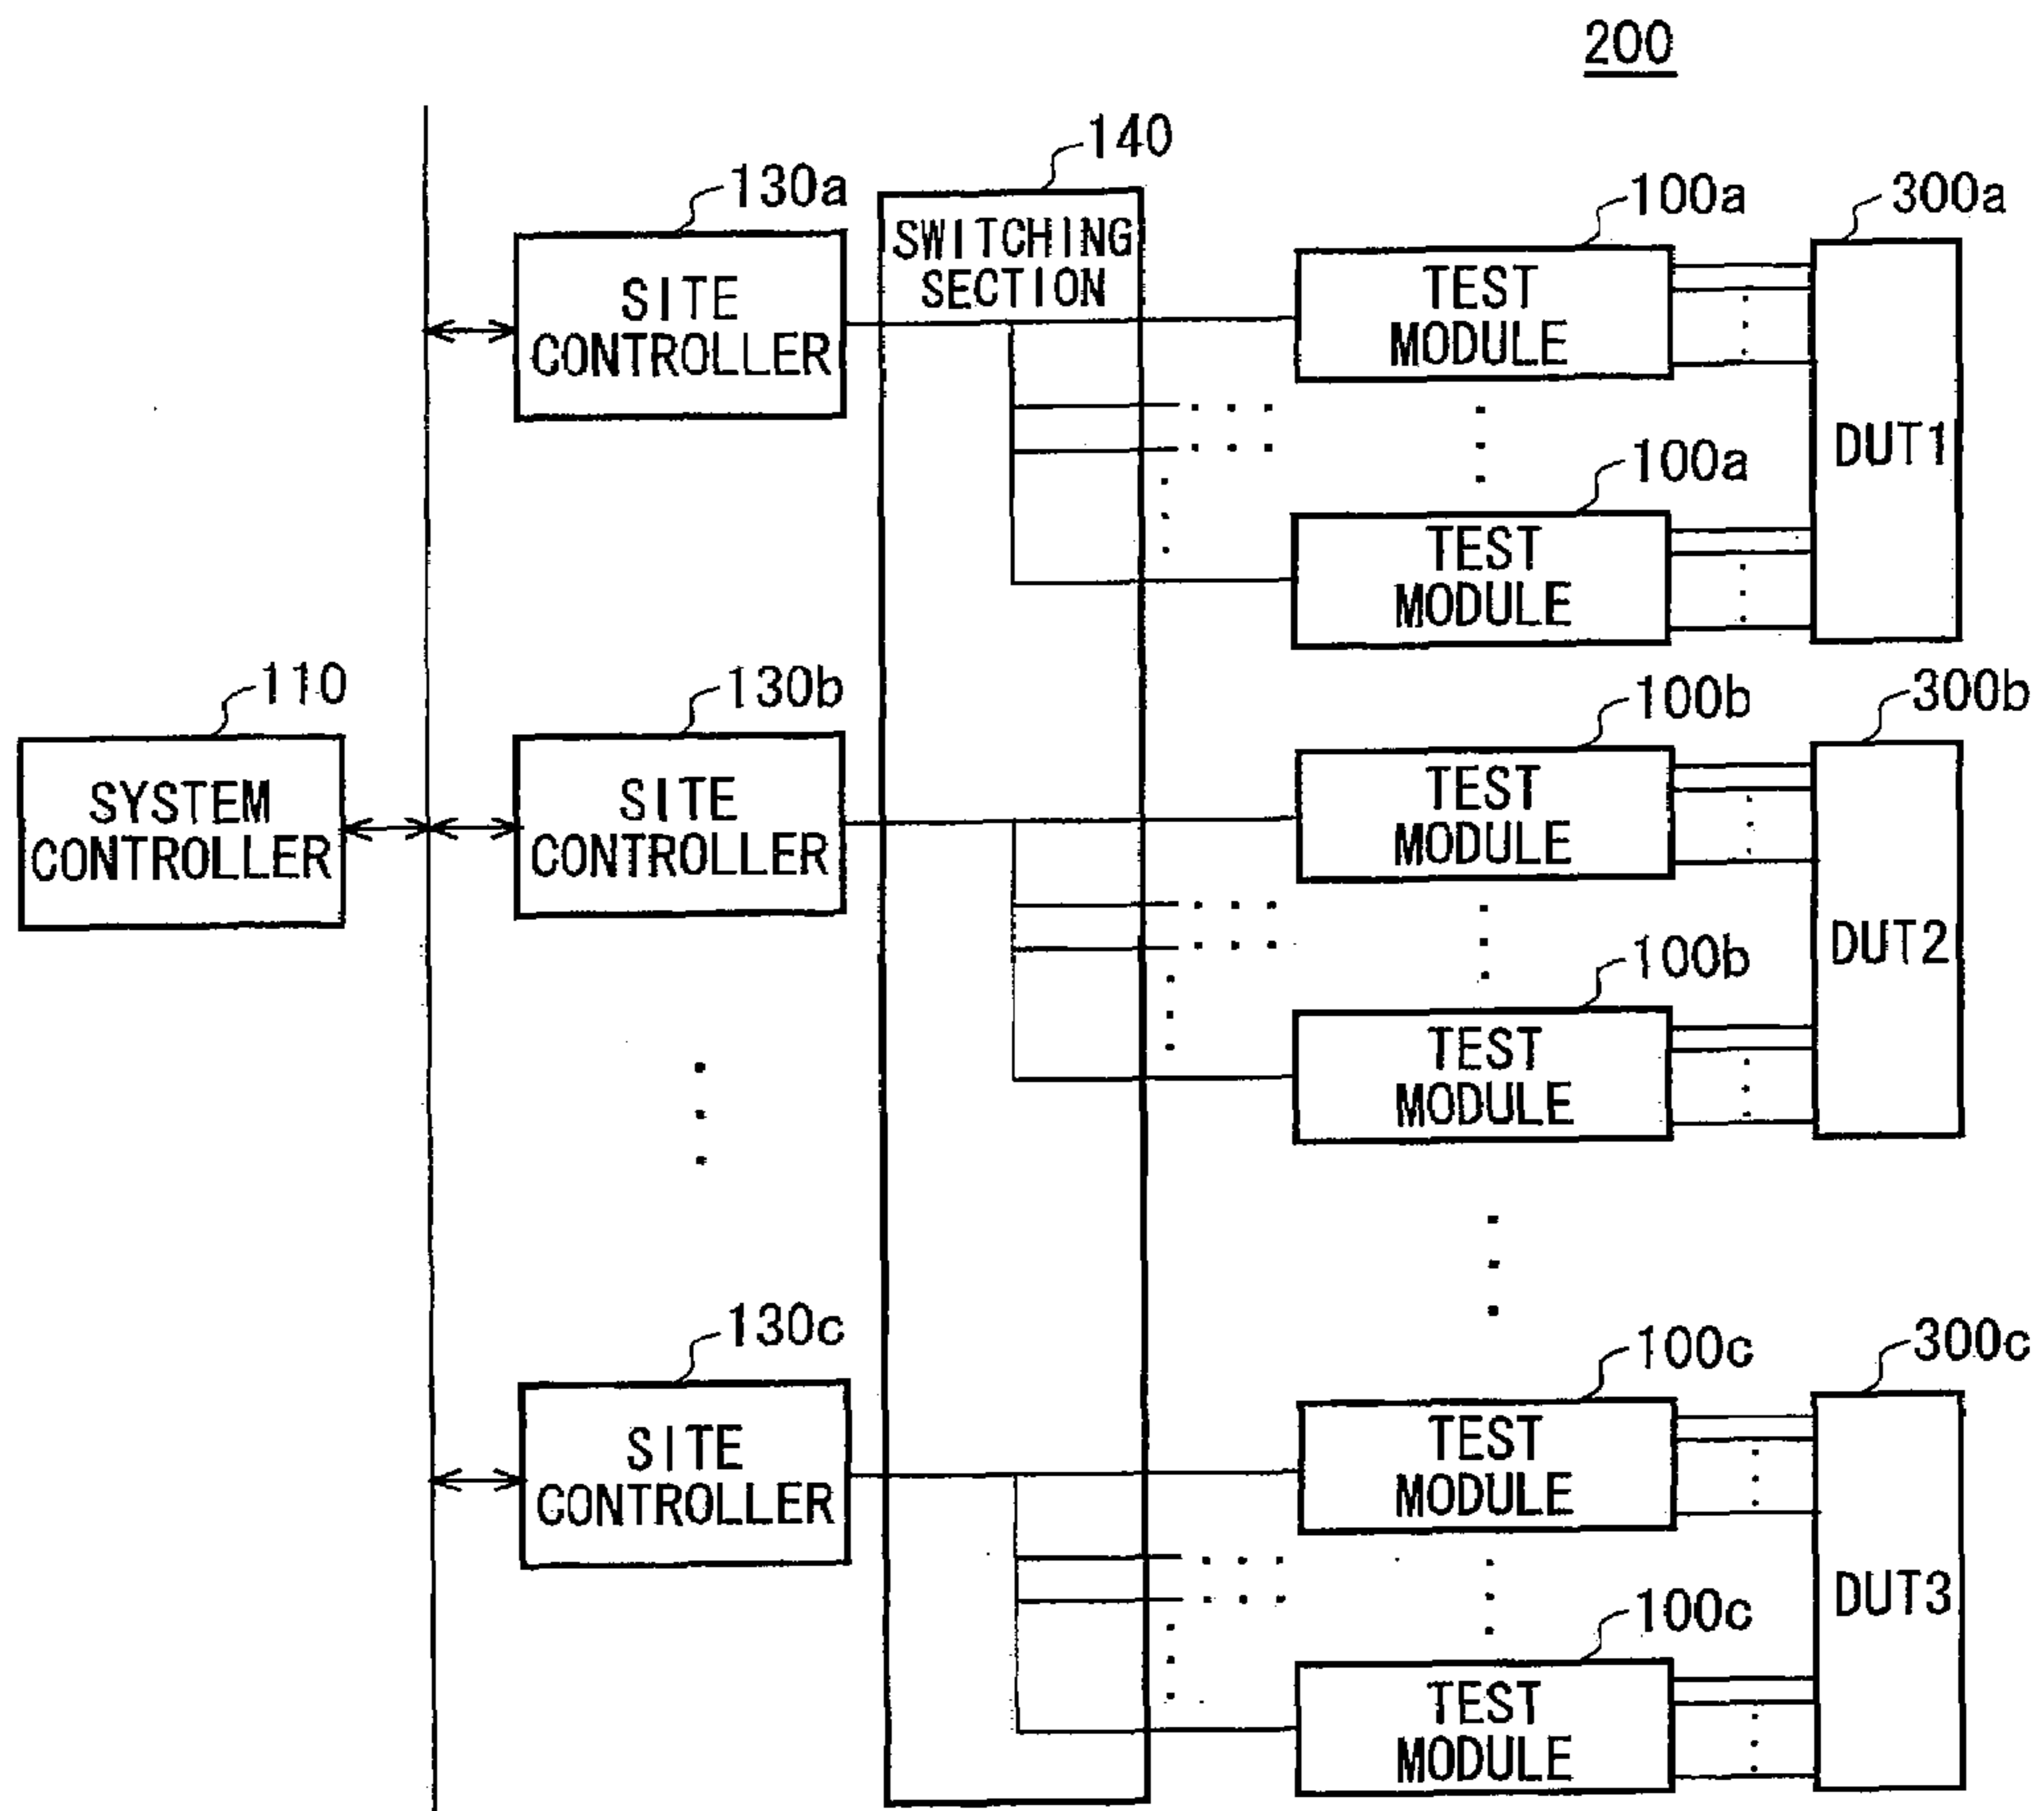 200
140
130a
100a
300a
SWITCHING
SECTION
SITE
CONTROLLER
TEST
MODULE
DUT1
100a
TEST
MODULE
110
130b
100b
300b
SYSTEM
CONTROLLER
SITE
CONTROLLER
TEST
MODULE
DUT2
100b
TEST
MODULE
130c
100c
300c
SITE
CONTROLLER
TEST
MODULE
DUT3
100c
TEST
MODULE